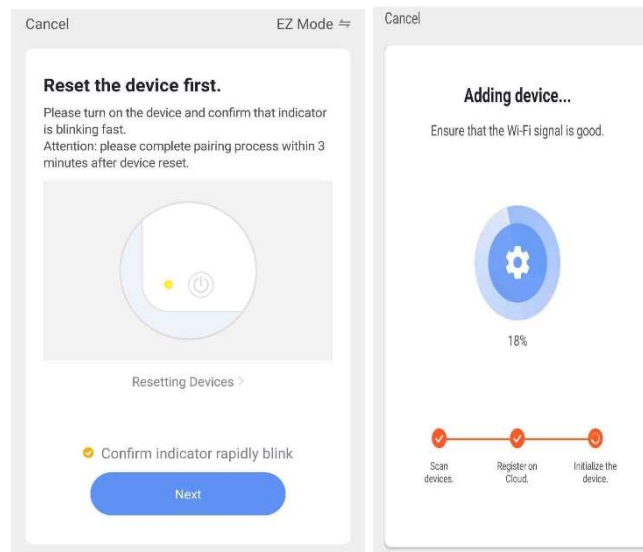 Cancel
EZ Mode ⇋
Reset the device first.
Please turn on the device and confirm that indicator
is blinking fast.
Attention: please complete pairing process within 3
minutes after device reset.
Resetting Devices >
Confirm indicator rapidly blink
Next
Cancel
Adding device...
Ensure that the Wi-Fi signal is good.
18%
Scan
devices.
Register on
Cloud.
Initialize the
device.